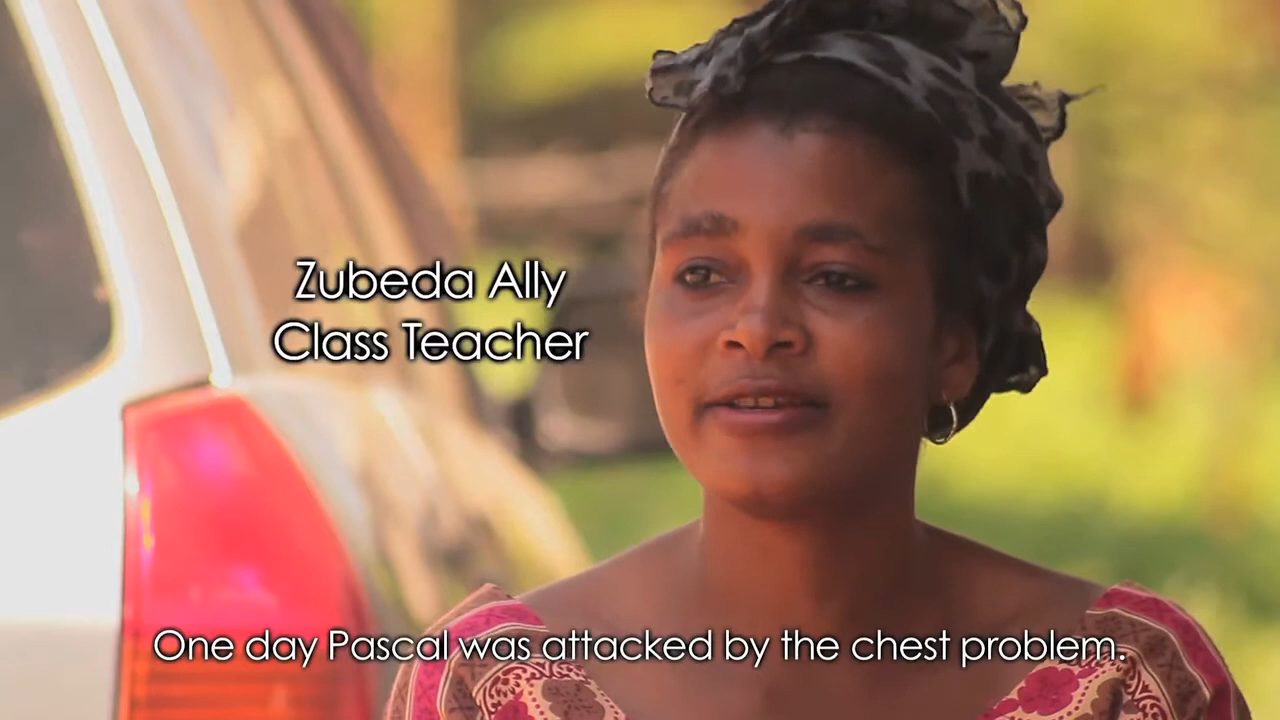 Zubeda Ally
Class Teacher
One day Pascal was attacked by the chest problem.